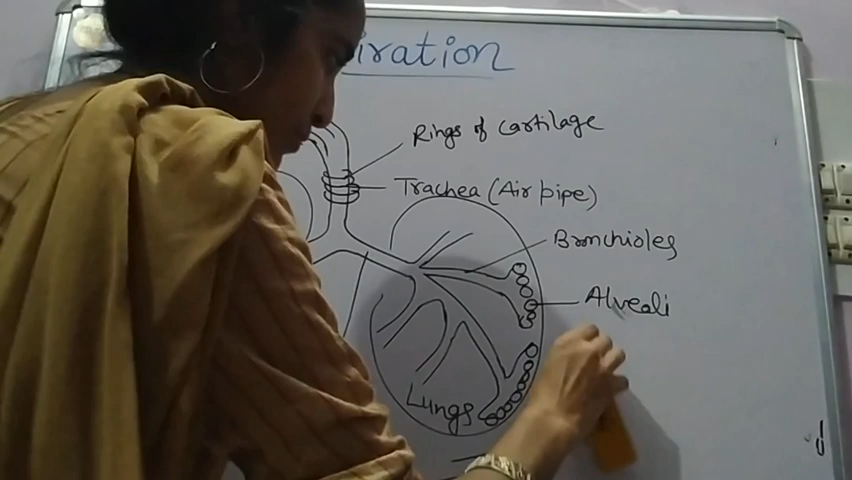 iration
Rings of cartilage
Trachea (Air pipe)
Bronchioles
Alveoli
Lungs